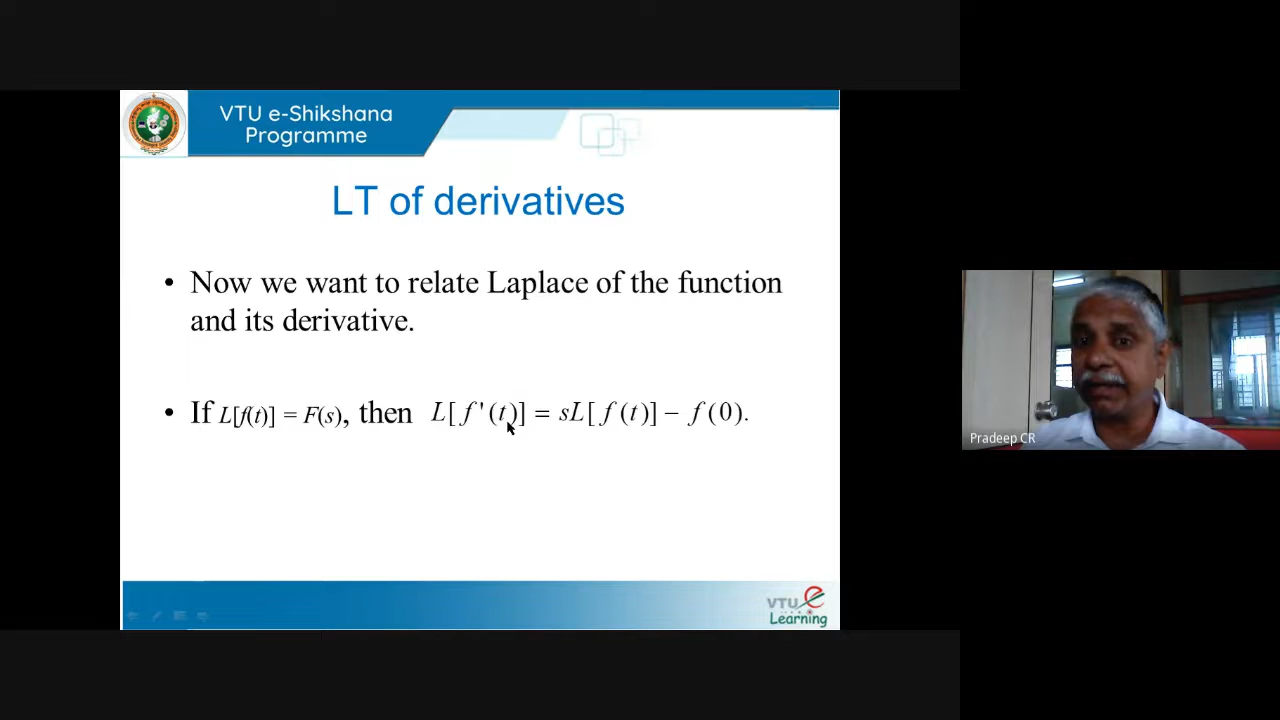 VTU e-Shikshana
Programme
LT of derivatives
• Now we want to relate Laplace of the function
and its derivative.
• If L[f(t)] = F(s), then L[f'(t)] = sL[f(t)] − f(0).
Pradeep CR
VTU e
Learning